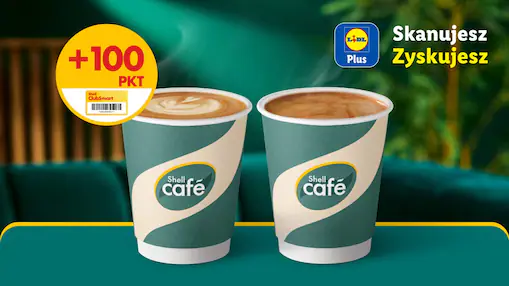 +100
PKT
Shell
ClubSmart
LIDL
Plus
Skanujesz
Zyskujesz
Shell
café
Shell
café